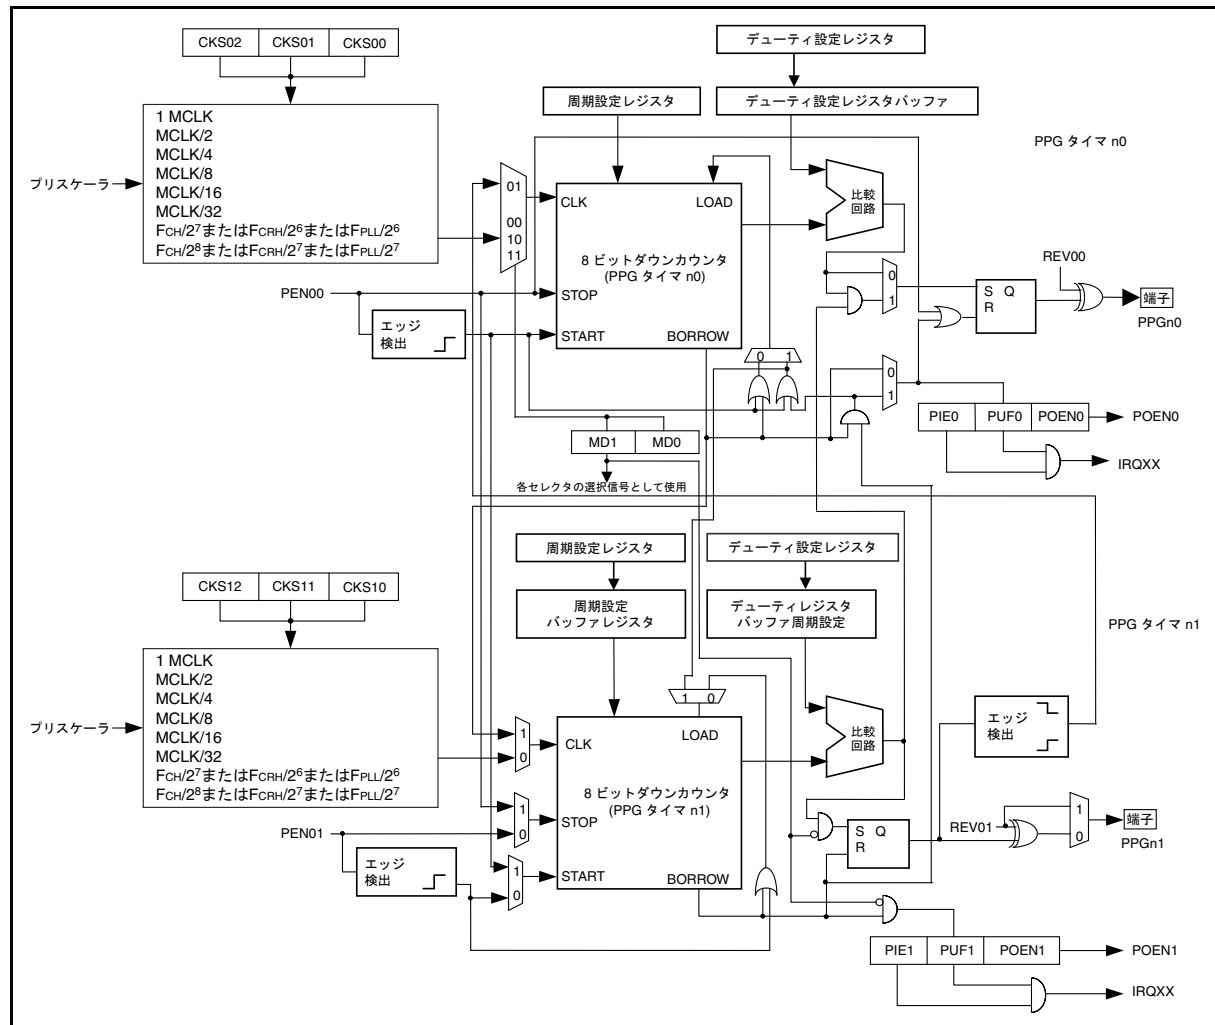 CKS02 CKS01 CKS00
デューティ設定レジスタ
周期設定レジスタ
デューティ設定レジスタバッファ
PPG タイマ n0
プリスケーラ
1 MCLK
MCLK/2
MCLK/4
MCLK/8
MCLK/16
MCLK/32
FCH/2⁷またはFCRH/2⁶またはFPLL/2⁶
FCH/2⁸またはFCRH/2⁷またはFPLL/2⁷
01
00
10
11
CLK
LOAD
8 ビットダウンカウンタ
(PPG タイマ n0)
STOP
START
BORROW
比較
回路
PEN00
エッジ
検出
0
1
S Q
R
REV00
端子
PPGn0
0 1
0
1
PIE0 PUF0 POEN0
POEN0
IRQXX
MD1 MD0
各セレクタの選択信号として使用
周期設定レジスタ
デューティ設定レジスタ
CKS12 CKS11 CKS10
周期設定
バッファレジスタ
デューティレジスタ
バッファ周期設定
PPG タイマ n1
プリスケーラ
1 MCLK
MCLK/2
MCLK/4
MCLK/8
MCLK/16
MCLK/32
FCH/2⁷またはFCRH/2⁶またはFPLL/2⁶
FCH/2⁸またはFCRH/2⁷またはFPLL/2⁷
1 0
1
0
CLK
LOAD
8 ビットダウンカウンタ
(PPG タイマ n1)
STOP
START
BORROW
比較
回路
エッジ
検出
1
0
PEN01
エッジ
検出
1
0
S Q
R
REV01
1
0
端子
PPGn1
PIE1 PUF1 POEN1
POEN1
IRQXX